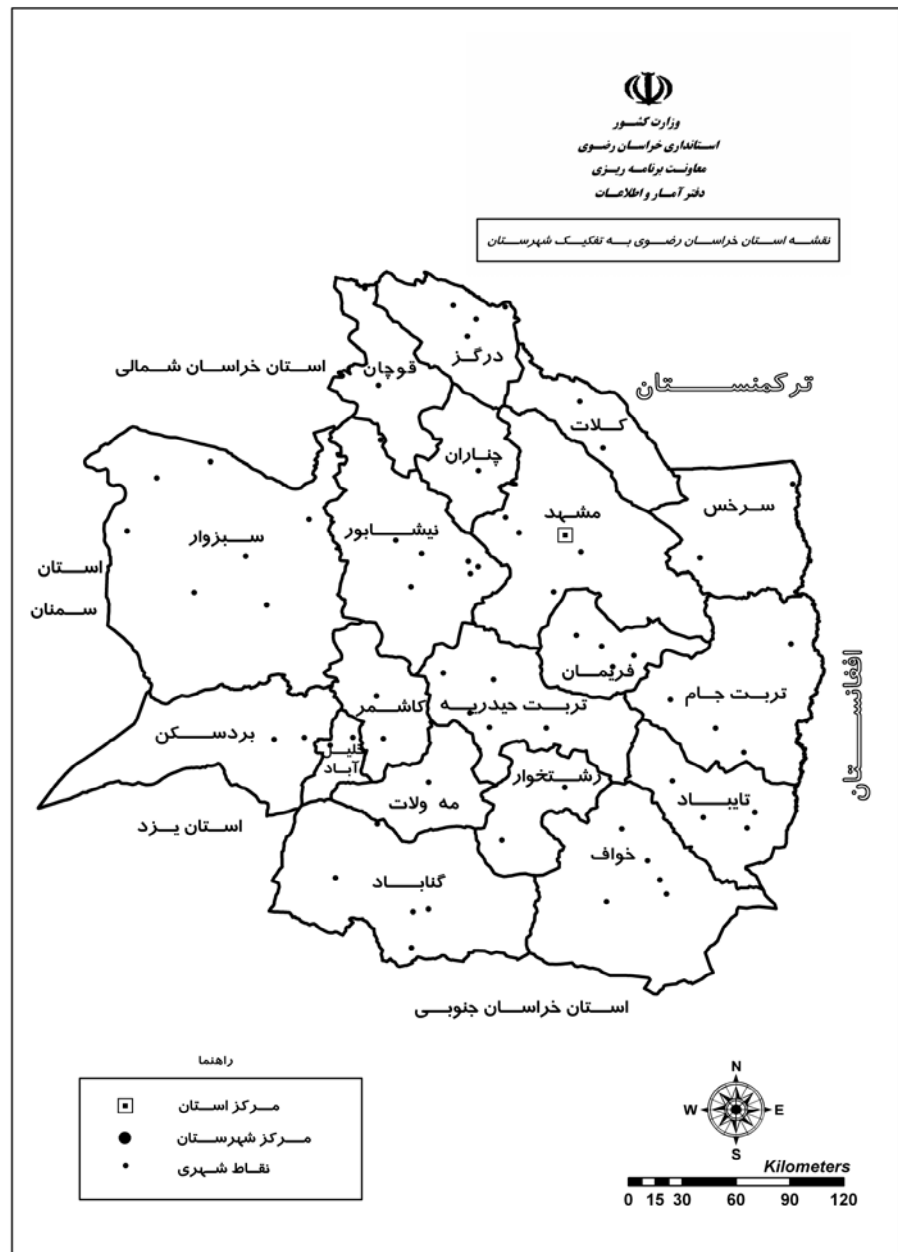 وزارت کشور
استانداری خراسان رضوی
معاونت برنامه ریزی
دفتر آمار و اطلاعات
نقشه استان خراسان رضوی به تفکیک شهرستان
درگز
قوچان
استان خراسان شمالی
ترکمنستان
کلات
چناران
سرخس
مشهد
نیشابور
سبزوار
استان
سمنان
افغانستان
فریمان
تربت جام
تربت حیدریه
کاشمر
بردسکن
خلیل
آباد
رشتخوار
مه ولات
تایباد
استان یزد
خواف
گناباد
استان خراسان جنوبی
راهنما
مرکز استان
مرکز شهرستان
نقاط شهری
N
W E
S
Kilometers
0 15 30 60 90 120